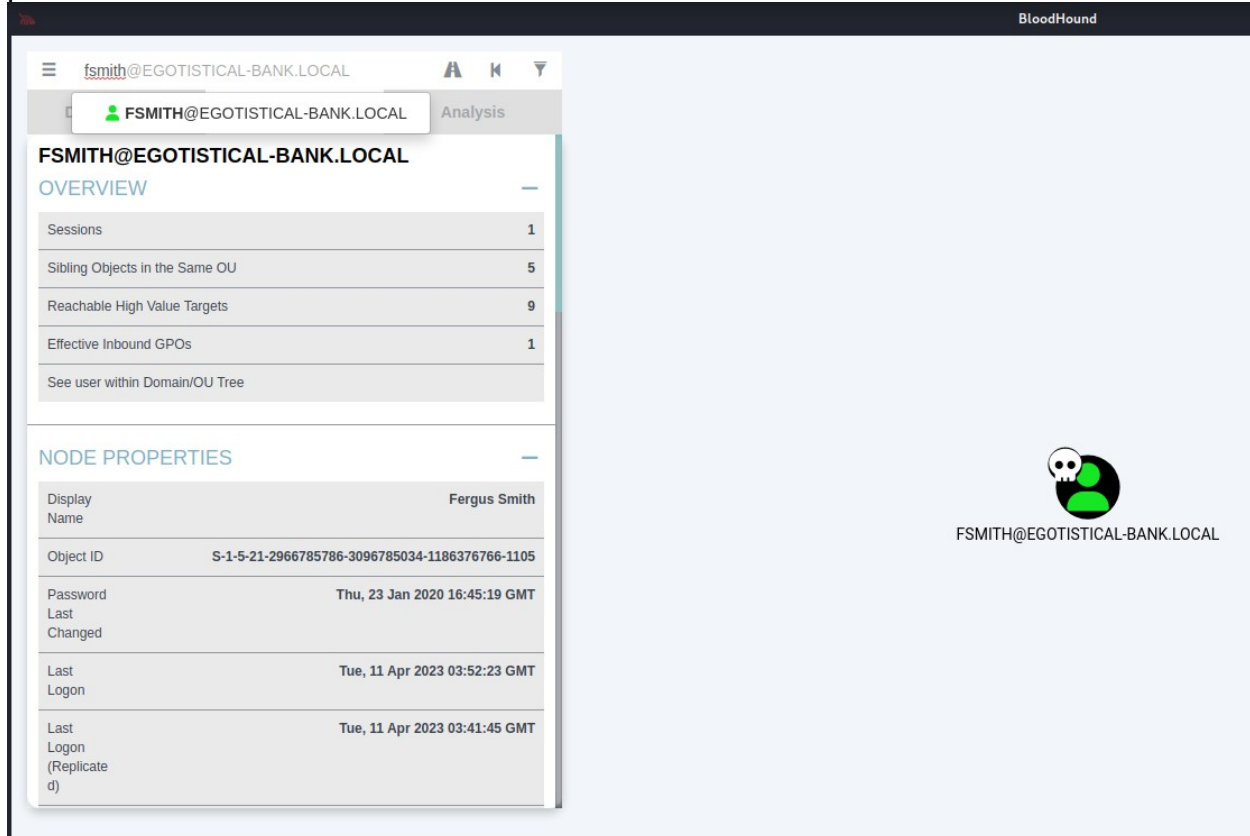 BloodHound
fsmith@EGOTISTICAL-BANK.LOCAL
FSMITH@EGOTISTICAL-BANK.LOCAL
Analysis
FSMITH@EGOTISTICAL-BANK.LOCAL
OVERVIEW
Sessions 1
Sibling Objects in the Same OU 5
Reachable High Value Targets 9
Effective Inbound GPOs 1
See user within Domain/OU Tree
NODE PROPERTIES
Display Fergus Smith
Name
Object ID S-1-5-21-2966785786-3096785034-1186376766-1105
Password Thu, 23 Jan 2020 16:45:19 GMT
Last
Changed
Last Tue, 11 Apr 2023 03:52:23 GMT
Logon
Last Tue, 11 Apr 2023 03:41:45 GMT
Logon
(Replicate
d)
FSMITH@EGOTISTICAL-BANK.LOCAL